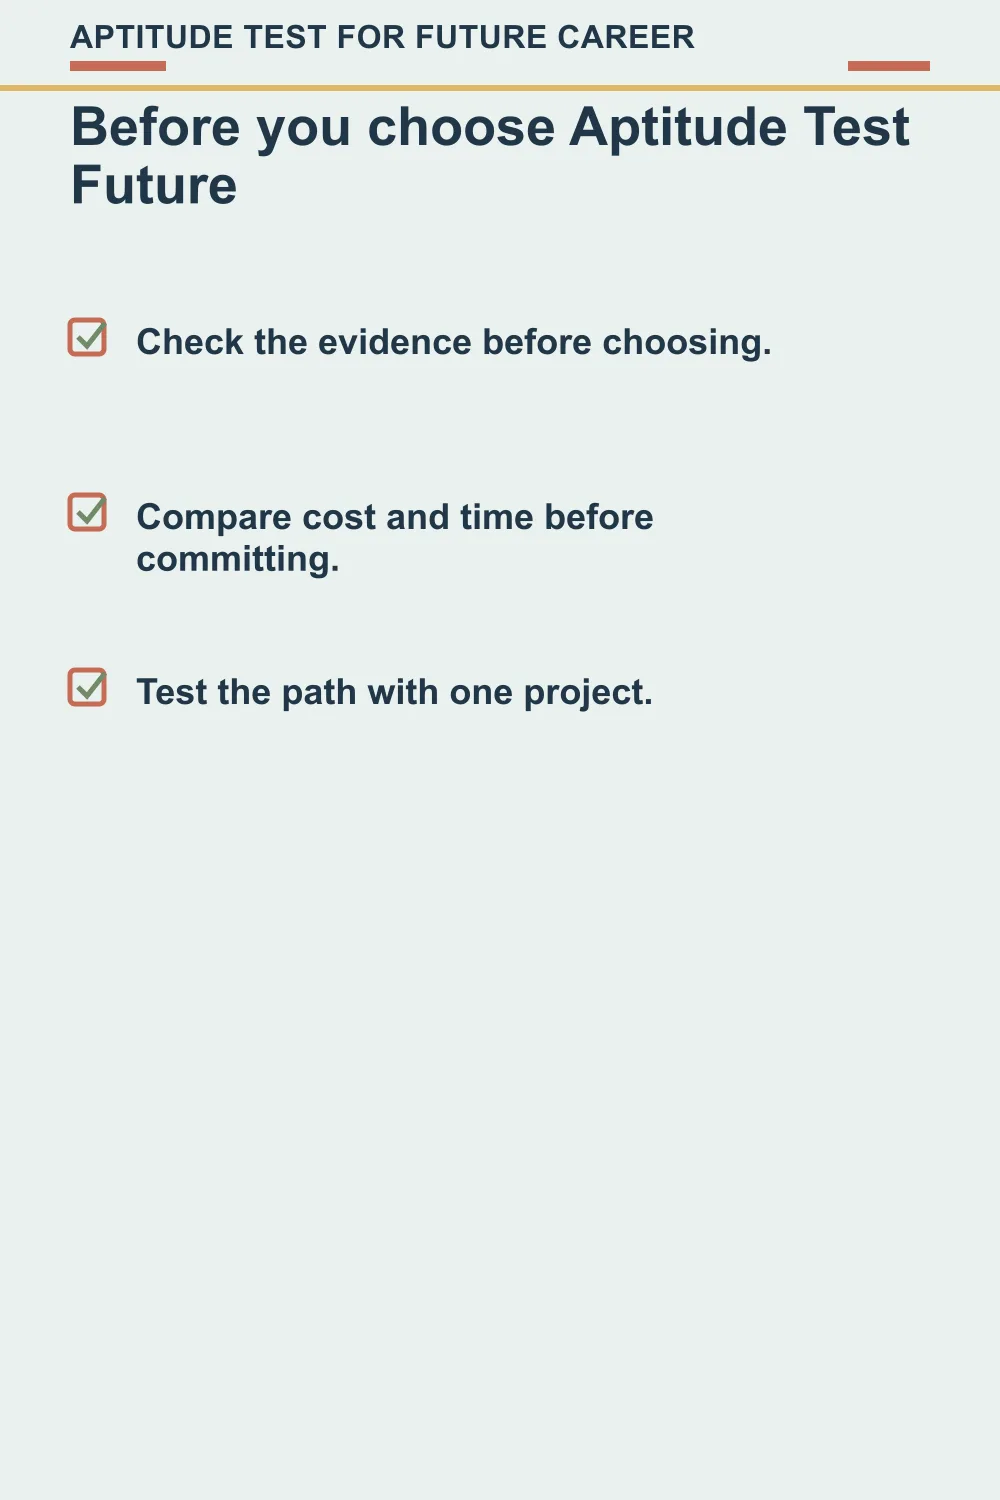 APTITUDE TEST FOR FUTURE CAREER
Before you choose Aptitude Test
Future
Check the evidence before choosing.
Compare cost and time before
committing.
Test the path with one project.